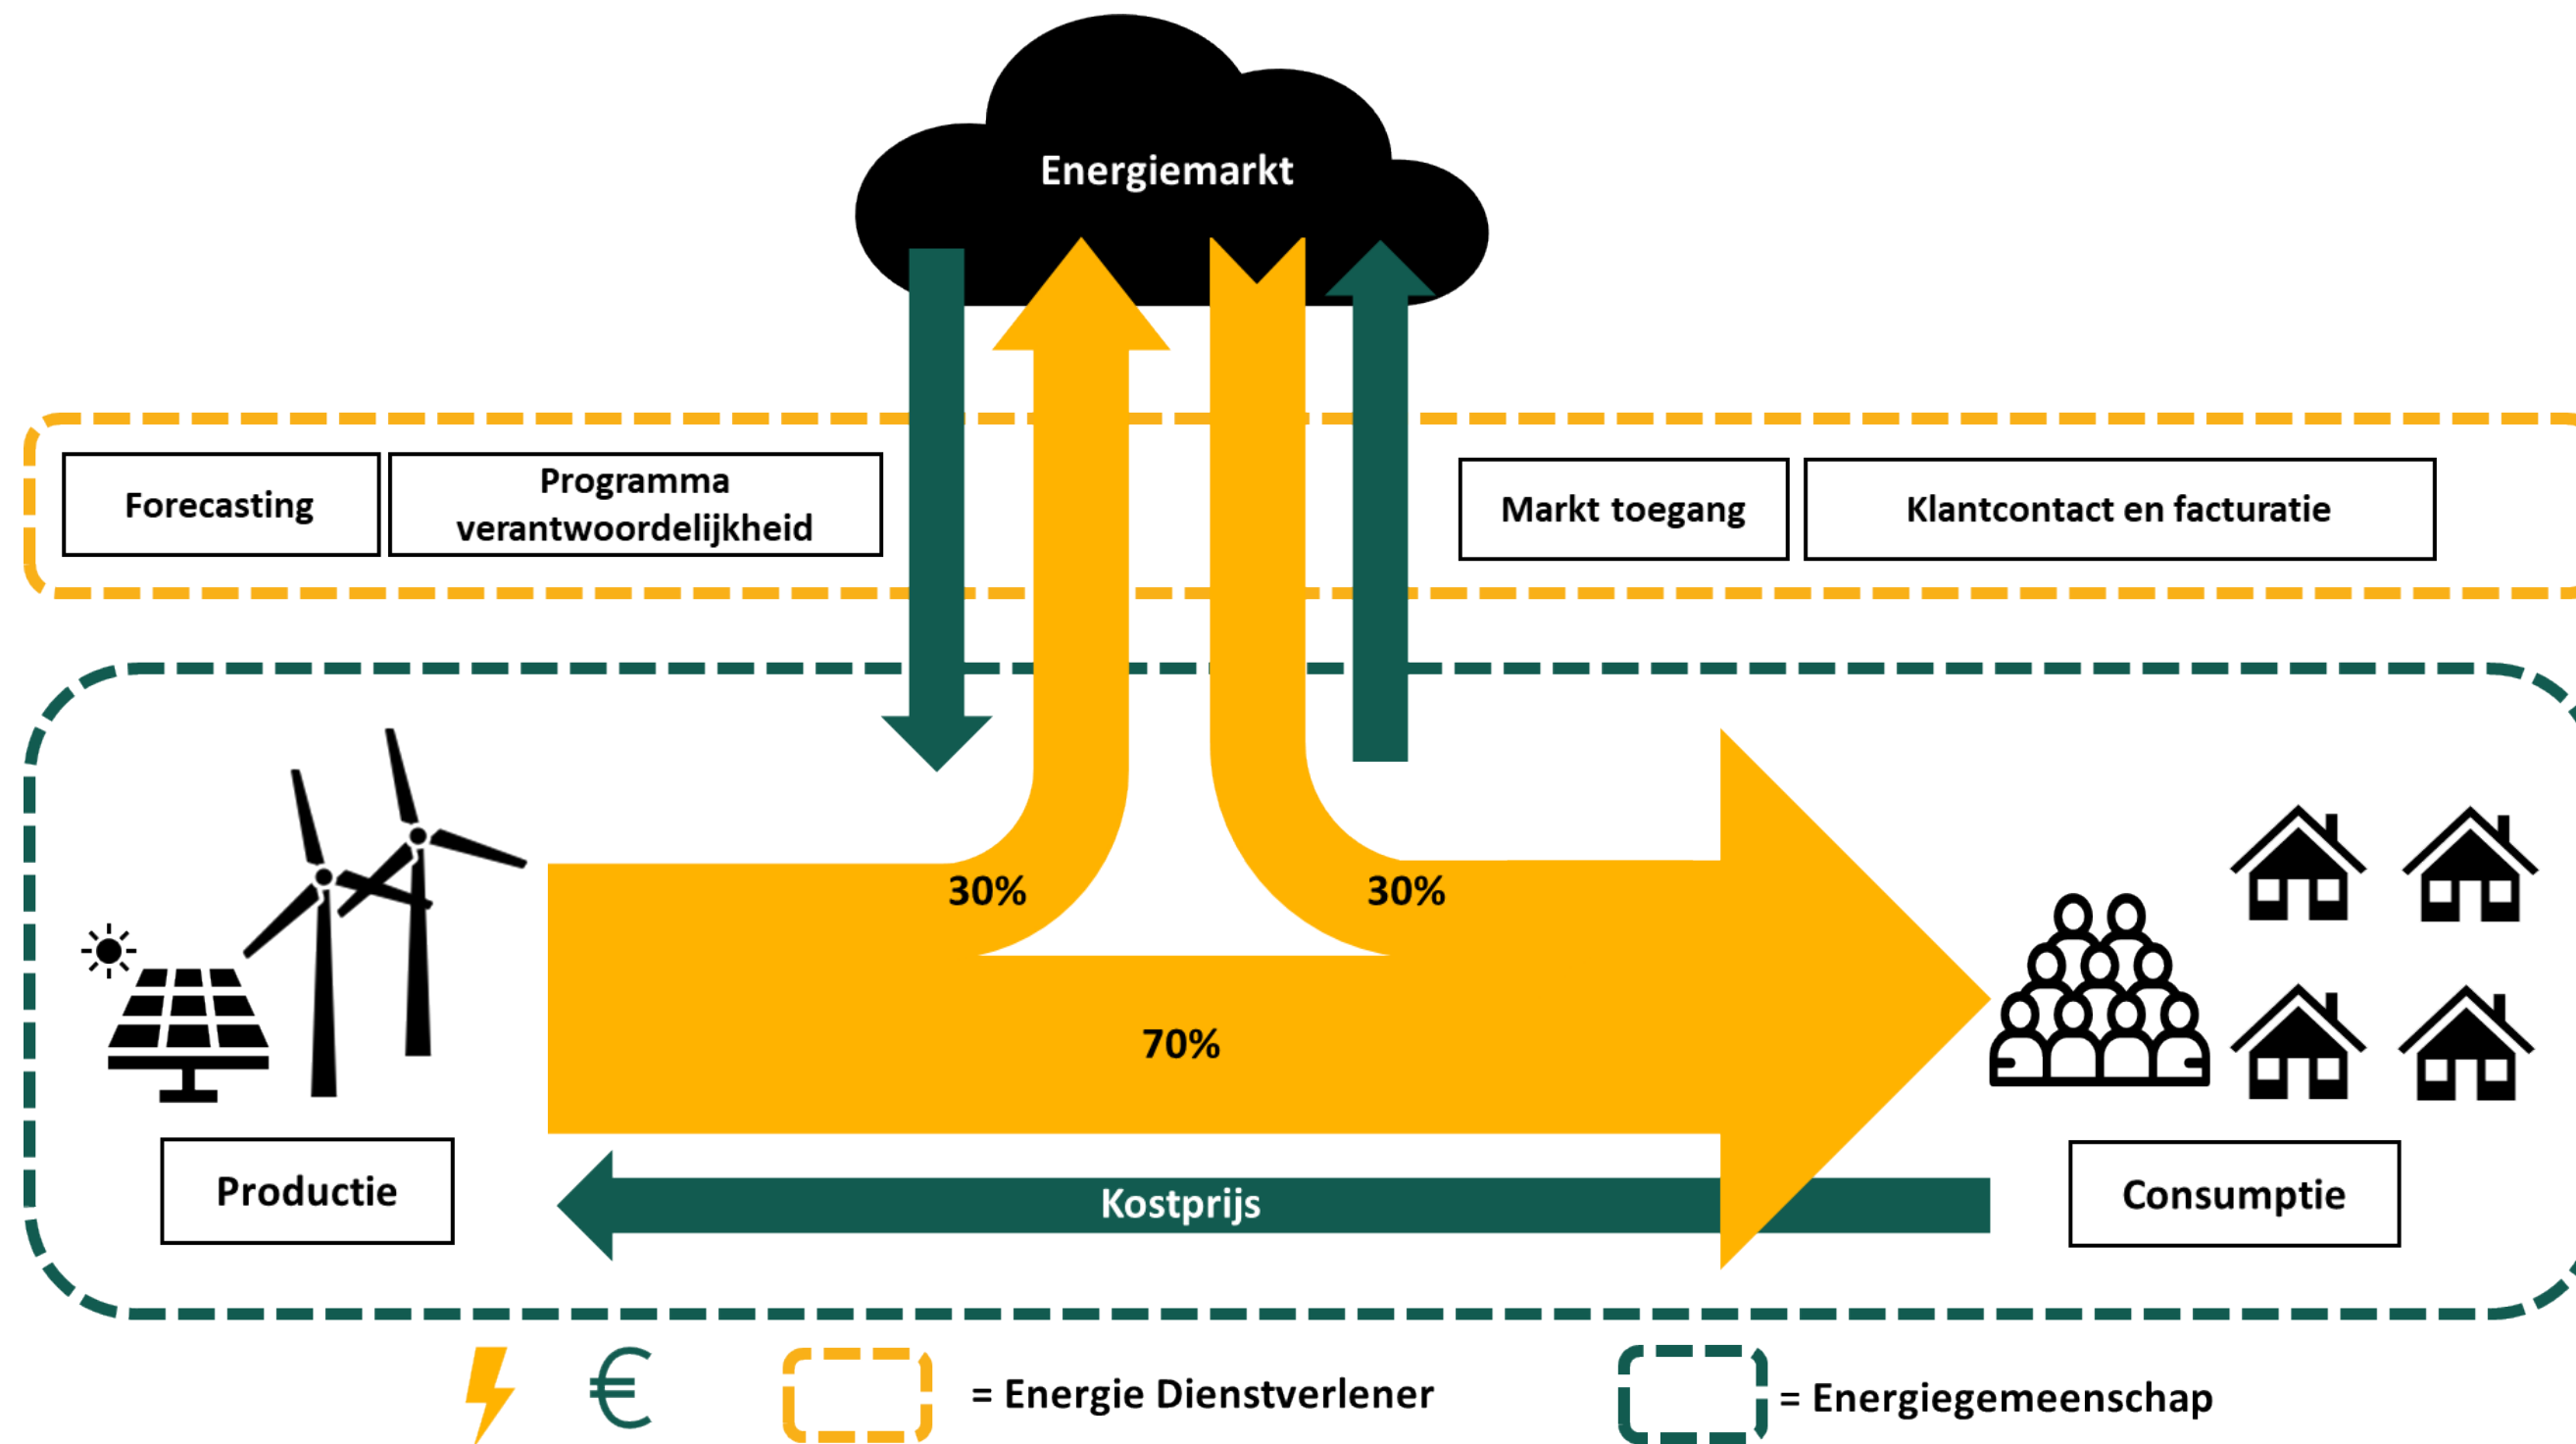 Energiemarkt
Forecasting
Programma
verantwoordelijkheid
Markt toegang
Klantcontact en facturatie
30%
30%
70%
Kostprijs
Productie
Consumptie
€
= Energie Dienstverlener
= Energiegemeenschap